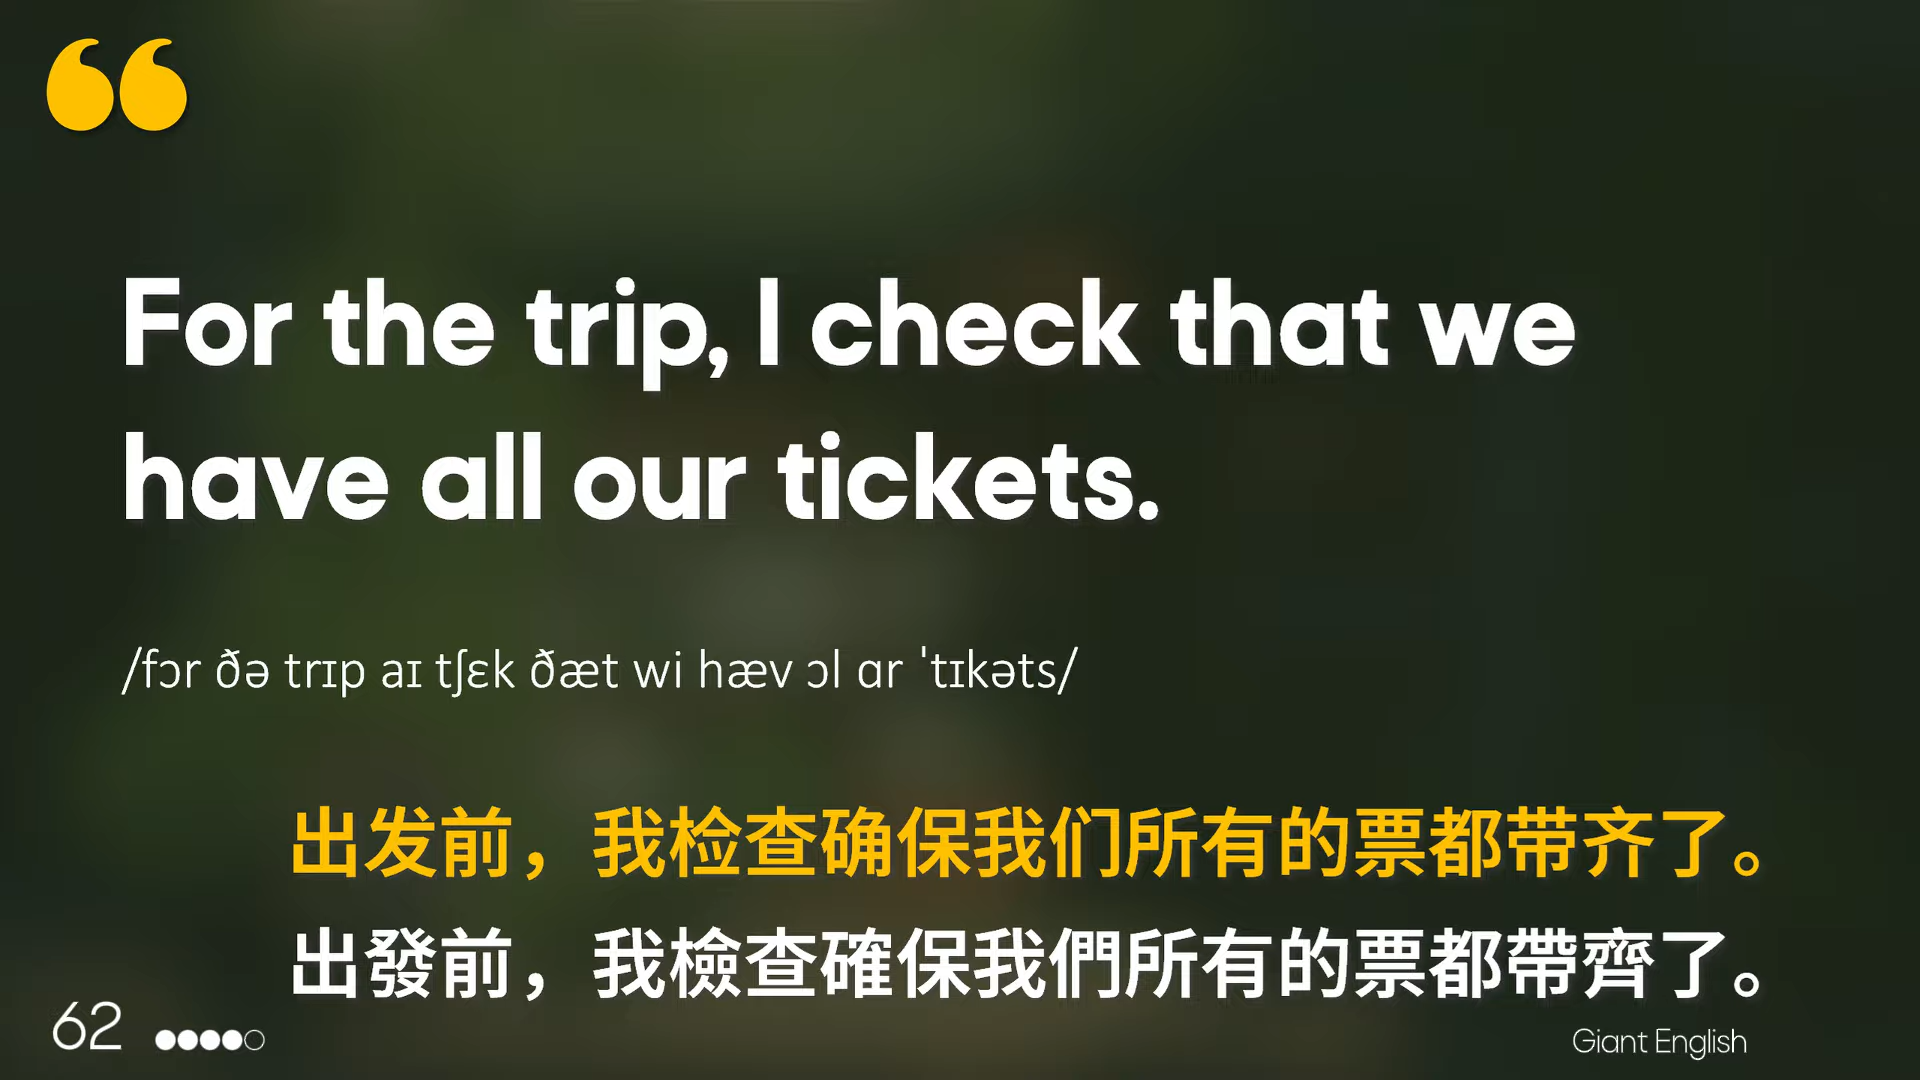 “
For the trip, I check that we
have all our tickets.
/fɔr ðə trɪp aɪ tʃɛk ðæt wi hæv ɔl ɑr ˈtɪkəts/
出发前，我检查确保我们所有的票都带齐了。
出發前，我檢查確保我們所有的票都帶齊了。
62
Giant English